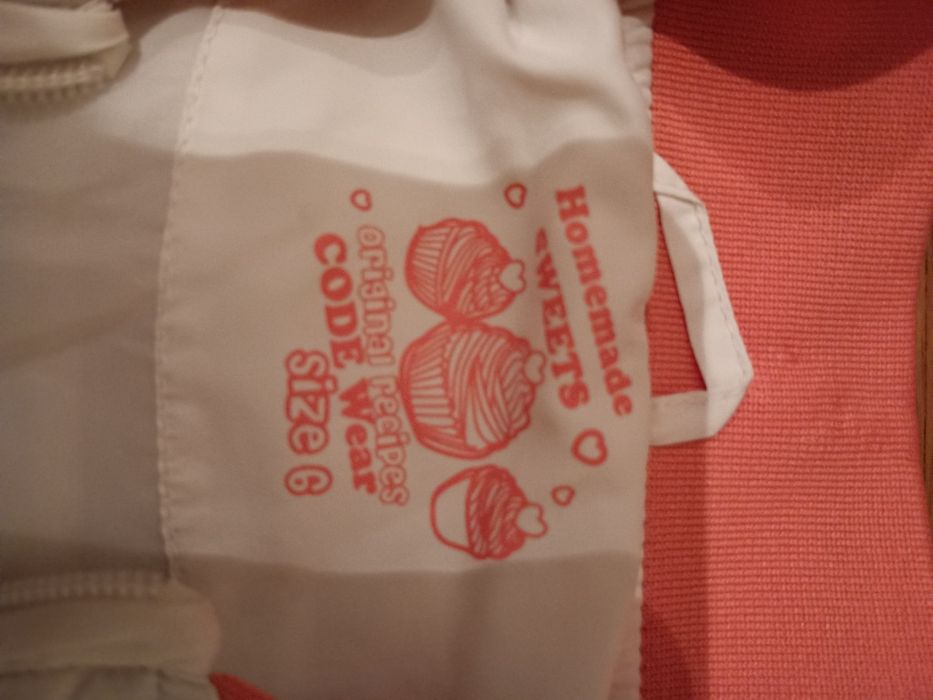 Homemade
SWEETS
original recipes
CODE Wear
size 6